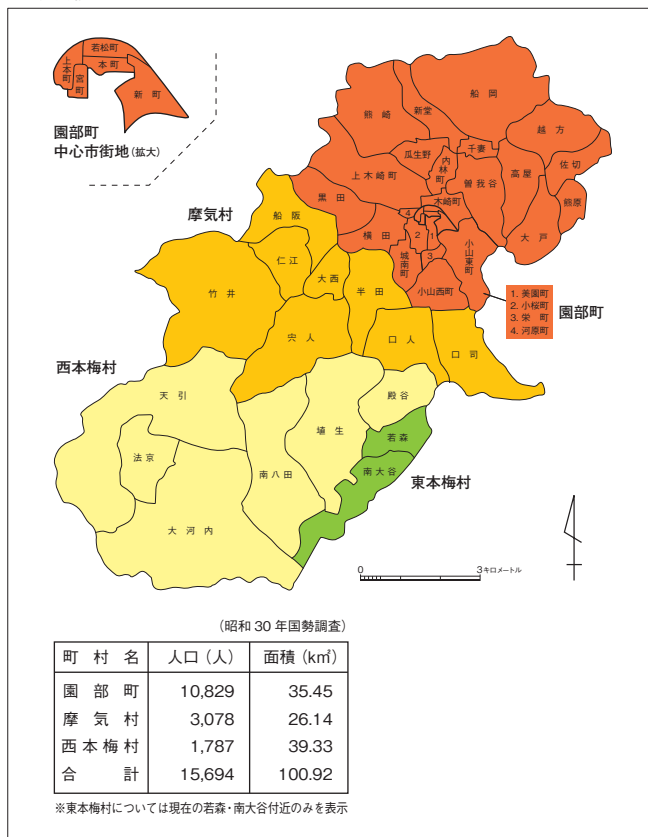 若松町
上本町
本町
宮町
新町
園部町
中心市街地(拡大)
船岡
熊崎
新堂
越方
瓜生野
千妻
佐切
内林町
上木崎町
曽我谷
高屋
熊原
黒田
木崎町
摩気村
船阪
4
横田
2
1
大戸
3
小山東町
仁江
城南町
大西
半田
小山西町
竹井
1. 美園町
2. 小桜町
3. 栄町
4. 河原町
園部町
宍人
口人
口司
西本梅村
天引
殿谷
埴生
若森
法京
南八田
南大谷
東本梅村
大河内
0 3キロメートル
(昭和30年国勢調査)
町村名 人口(人) 面積(k㎡)
園部町 10,829 35.45
摩気村 3,078 26.14
西本梅村 1,787 39.33
合計 15,694 100.92
※東本梅村については現在の若森・南大谷付近のみを表示